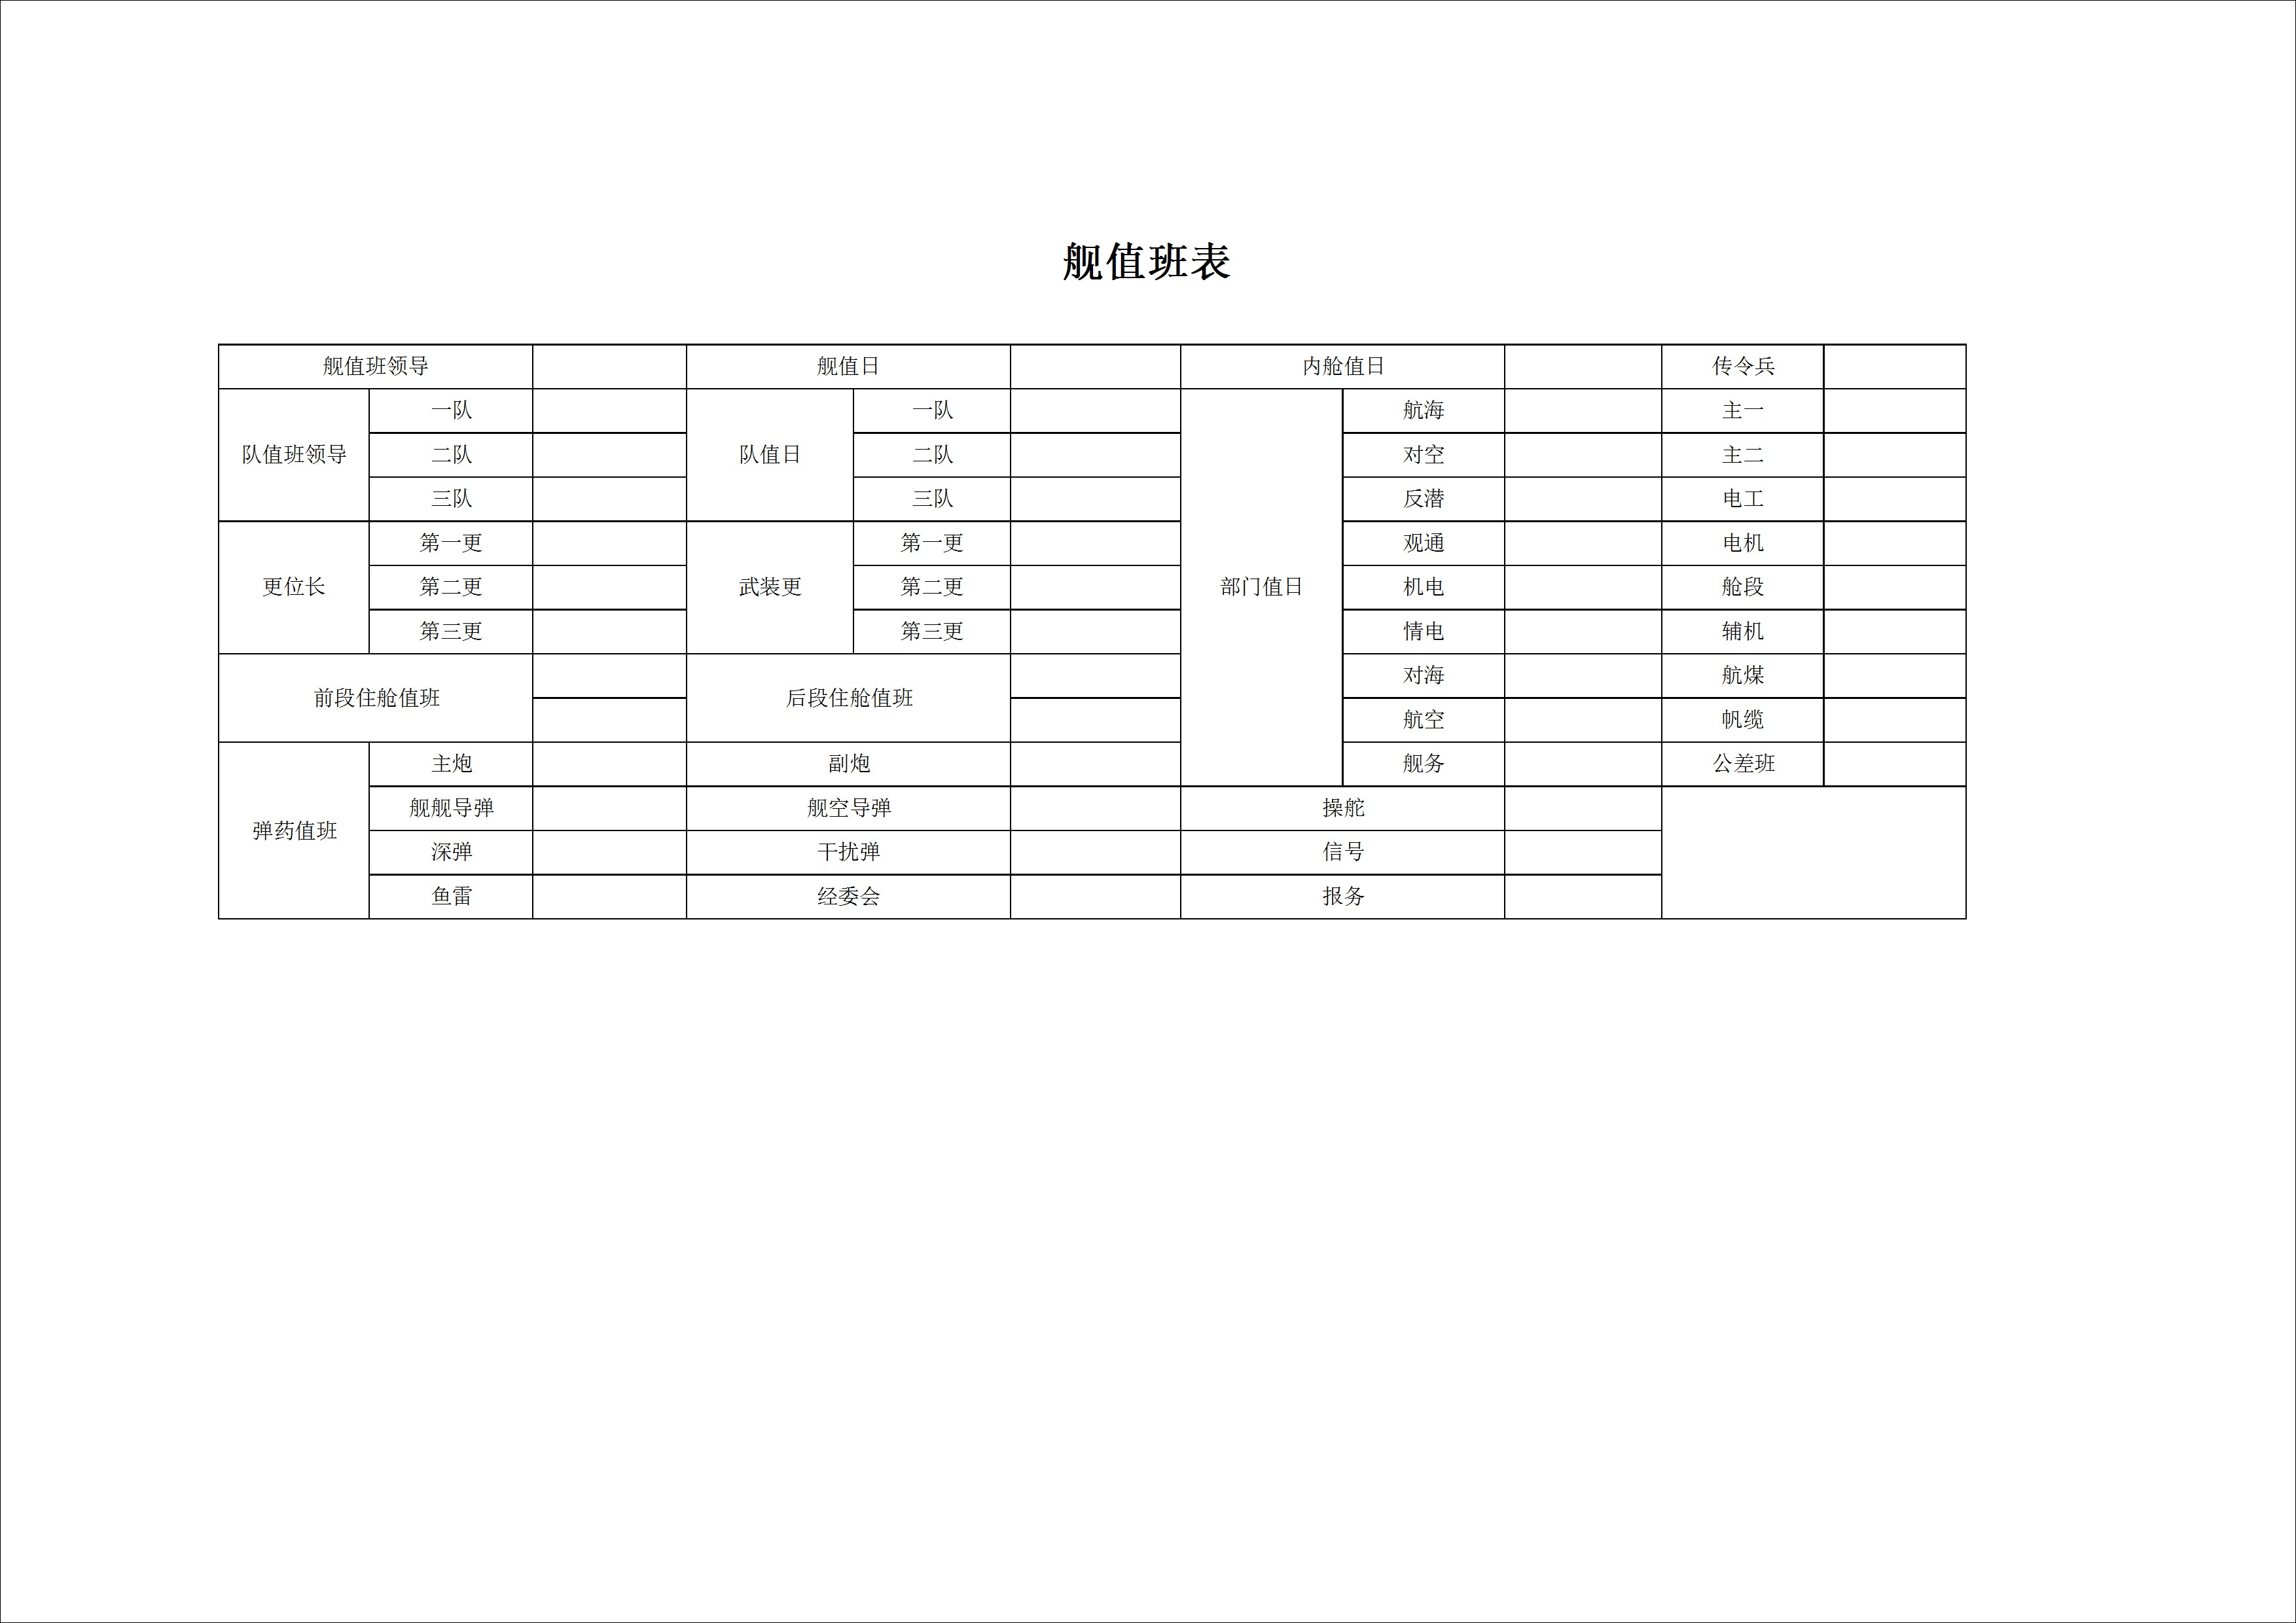 舰值班表
舰值班领导 舰值日 内舱值日 传令兵
队值班领导 一队 队值日 一队 部门值日 航海 主一
二队 二队 对空 主二
三队 三队 反潜 电工
更位长 第一更 武装更 第一更 观通 电机
第二更 第二更 机电 舱段
第三更 第三更 情电 辅机
前段住舱值班 后段住舱值班 对海 航煤
航空 帆缆
弹药值班 主炮 副炮 舰务 公差班
舰舰导弹 舰空导弹 操舵
深弹 干扰弹 信号
鱼雷 经委会 报务